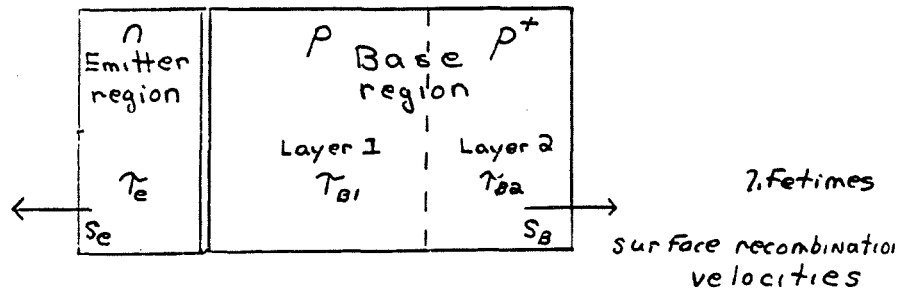 n
Emitter
region
p
Base
region
p+
Layer 1
Layer 2
τe
τB1
τB2
Lifetimes
Se
SB
surface recombination
velocities